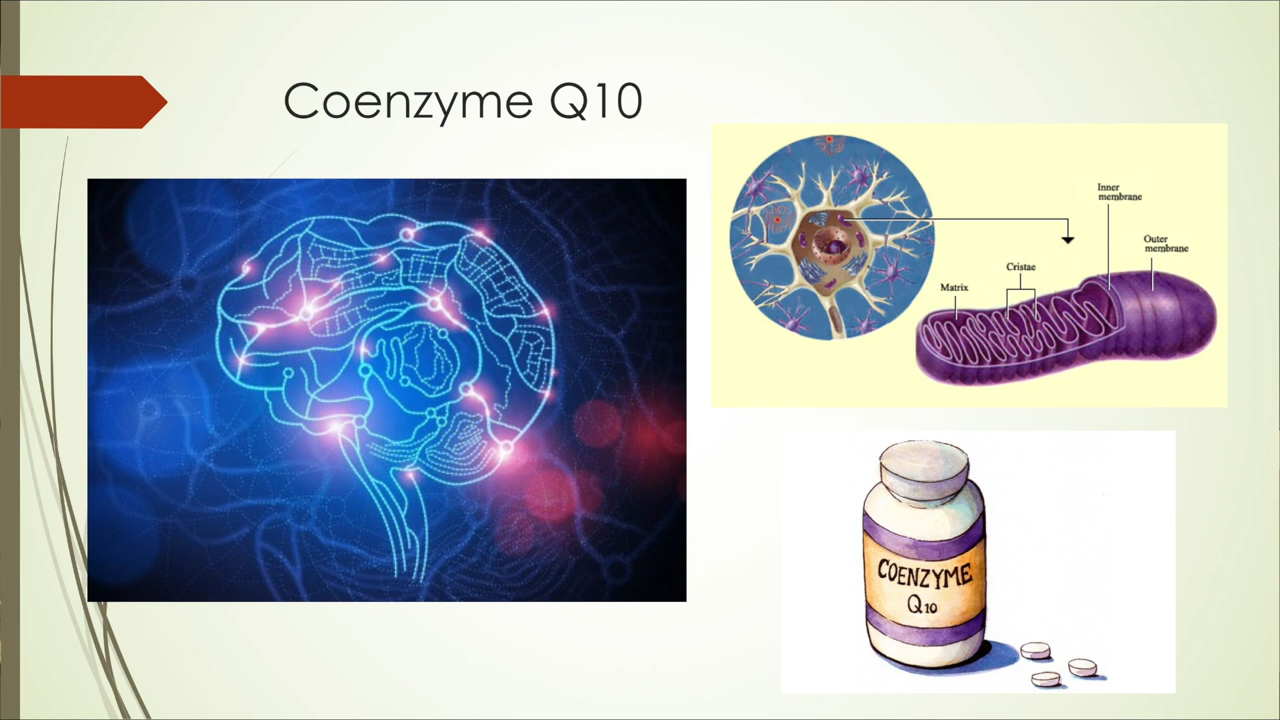 Coenzyme Q10
Inner
membrane
Outer
membrane
Cristae
Matrix
COENZYME
Q10